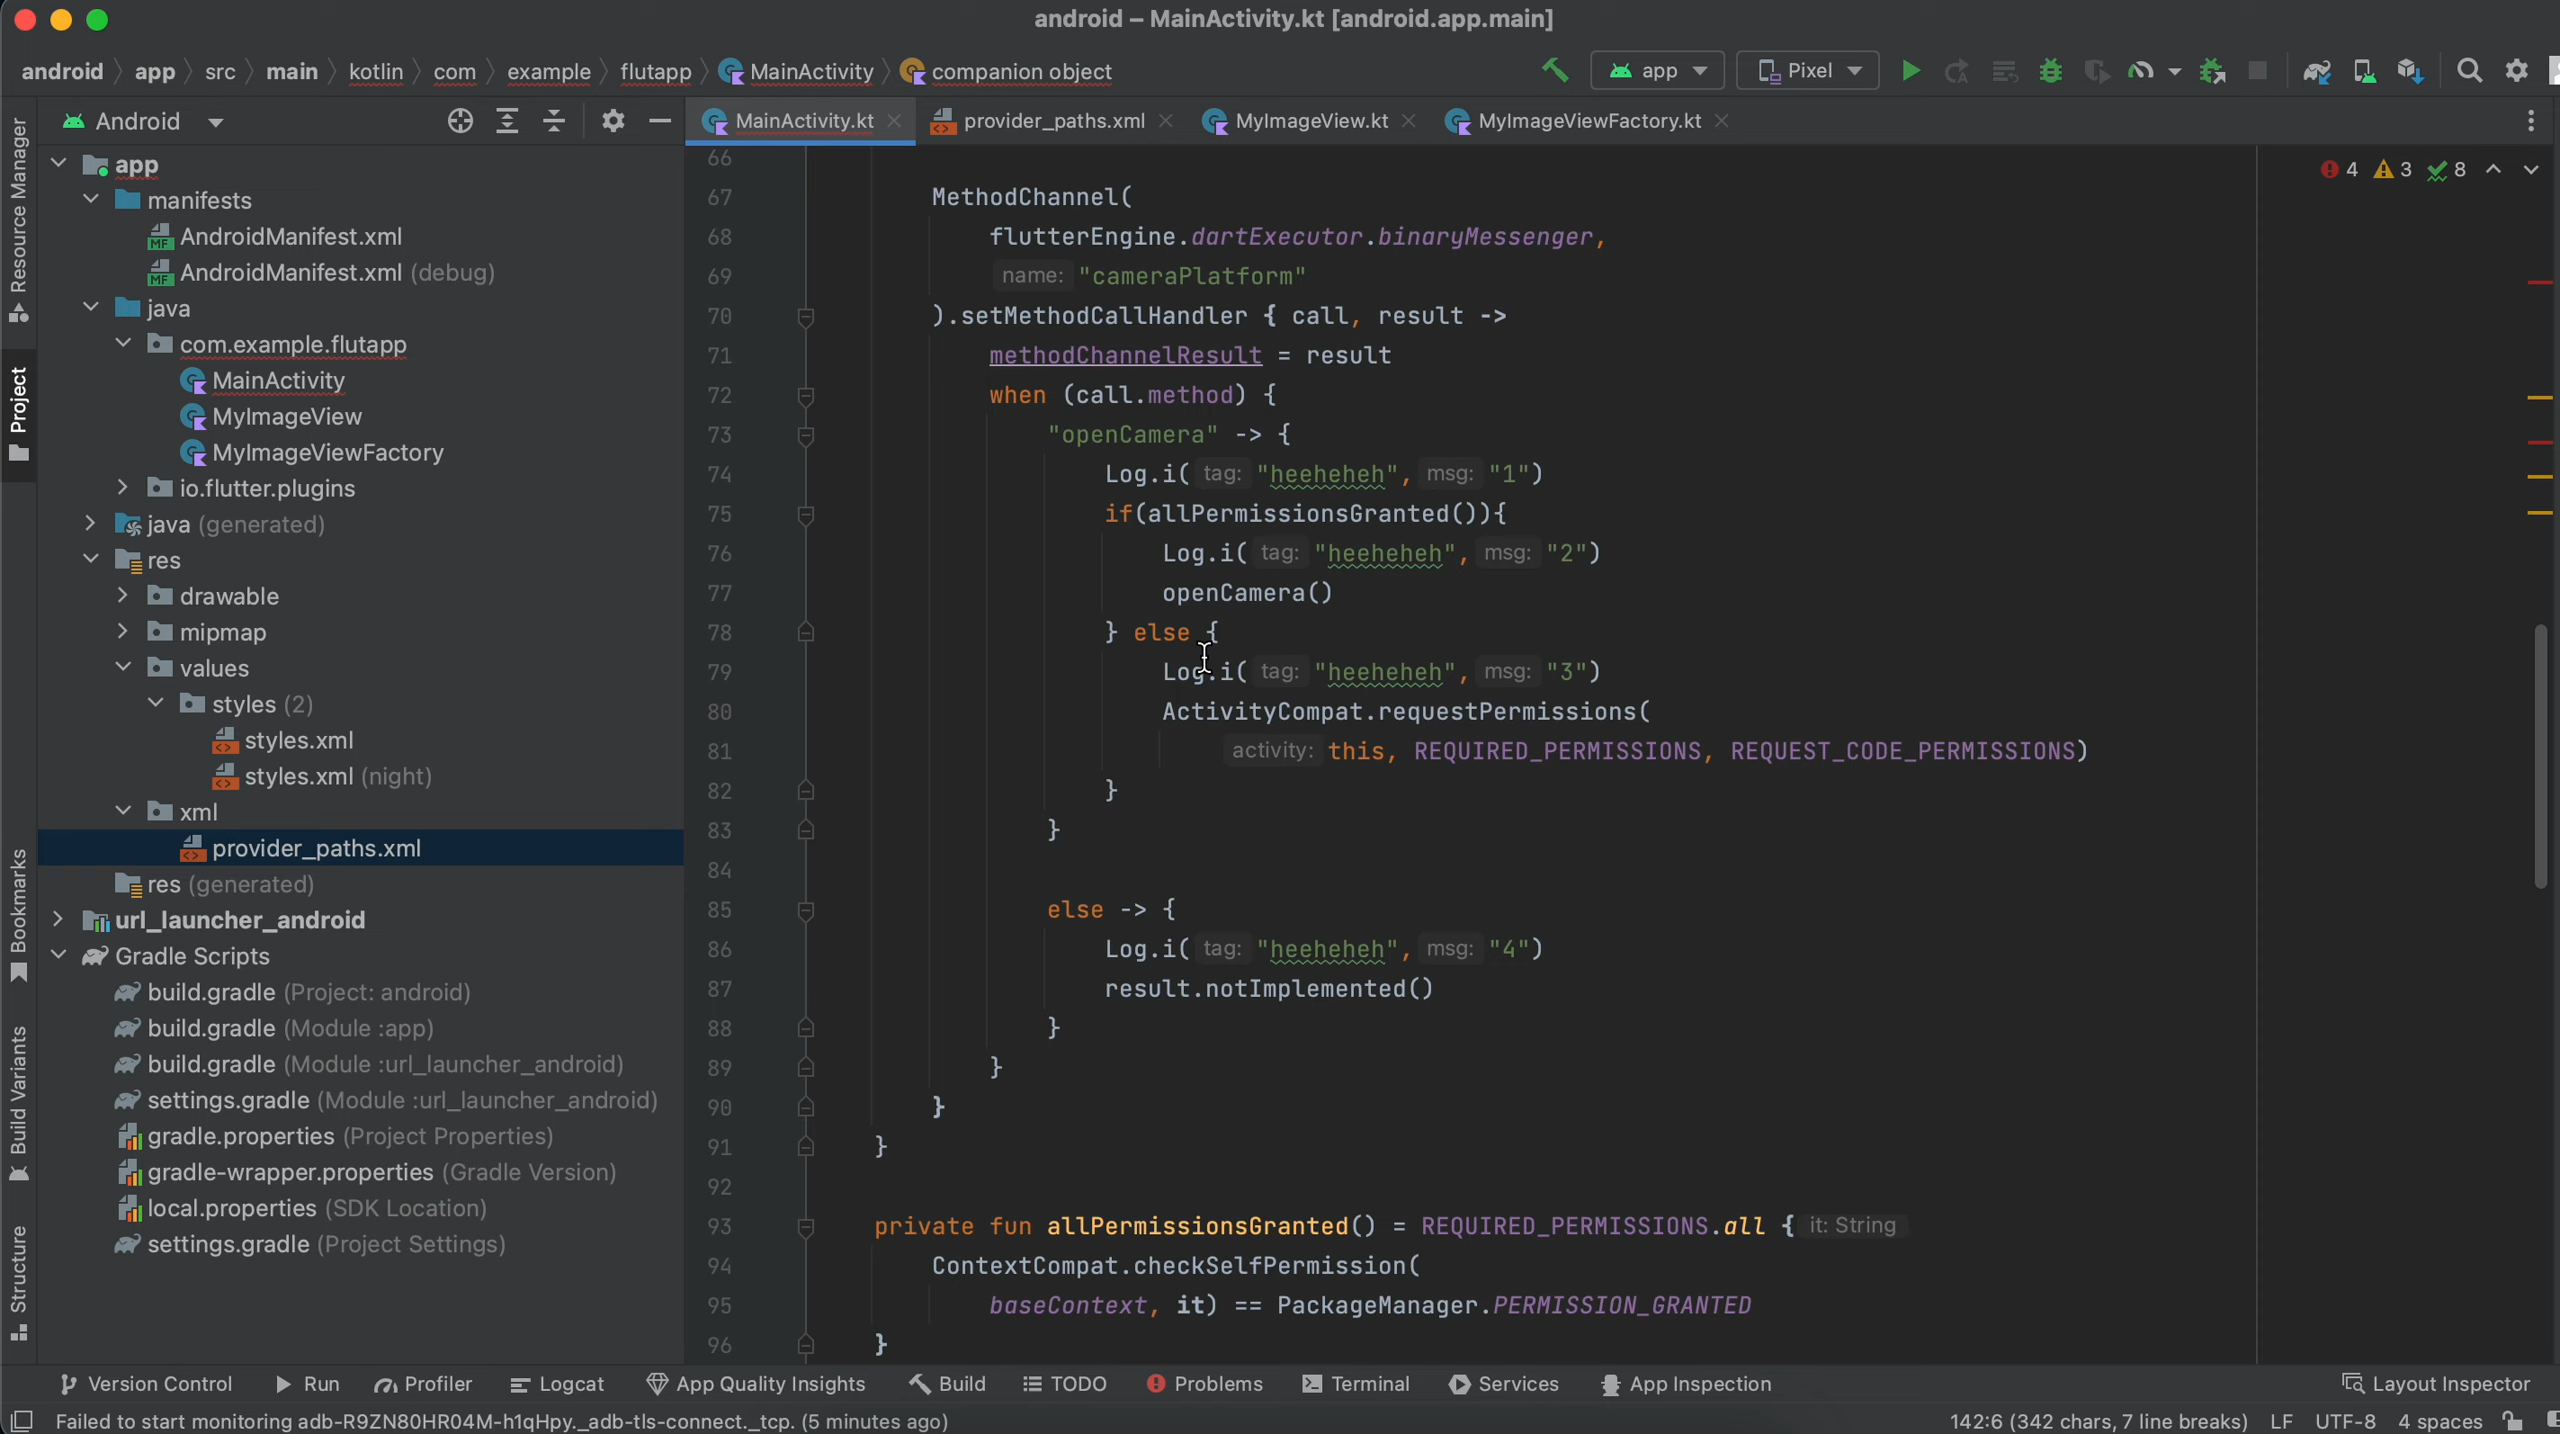 android – MainActivity.kt [android.app.main]
android app src main kotlin com example flutapp MainActivity companion object
app Pixel
Android
MainActivity.kt provider_paths.xml MyImageView.kt MyImageViewFactory.kt
Resource Manager
Project
Bookmarks
Build Variants
Structure
app
manifests
AndroidManifest.xml
AndroidManifest.xml (debug)
java
com.example.flutapp
MainActivity
MyImageView
MyImageViewFactory
io.flutter.plugins
java (generated)
res
drawable
mipmap
values
styles (2)
styles.xml
styles.xml (night)
xml
provider_paths.xml
res (generated)
url_launcher_android
Gradle Scripts
build.gradle (Project: android)
build.gradle (Module :app)
build.gradle (Module :url_launcher_android)
settings.gradle (Module :url_launcher_android)
gradle.properties (Project Properties)
gradle-wrapper.properties (Gradle Version)
local.properties (SDK Location)
settings.gradle (Project Settings)
4 3 8
66
67 MethodChannel(
68 flutterEngine.dartExecutor.binaryMessenger,
69 name: "cameraPlatform"
70 ).setMethodCallHandler { call, result ->
71 methodChannelResult = result
72 when (call.method) {
73 "openCamera" -> {
74 Log.i( tag: "heeheheh", msg: "1")
75 if(allPermissionsGranted()){
76 Log.i( tag: "heeheheh", msg: "2")
77 openCamera()
78 } else {
79 Log.i( tag: "heeheheh", msg: "3")
80 ActivityCompat.requestPermissions(
81 activity: this, REQUIRED_PERMISSIONS, REQUEST_CODE_PERMISSIONS)
82 }
83 }
84
85 else -> {
86 Log.i( tag: "heeheheh", msg: "4")
87 result.notImplemented()
88 }
89 }
90 }
91 }
92
93 private fun allPermissionsGranted() = REQUIRED_PERMISSIONS.all { it: String
94 ContextCompat.checkSelfPermission(
95 baseContext, it) == PackageManager.PERMISSION_GRANTED
96 }
Version Control Run Profiler Logcat App Quality Insights Build TODO Problems Terminal Services App Inspection Layout Inspector
Failed to start monitoring adb-R9ZN80HR04M-h1qHpy._adb-tls-connect._tcp. (5 minutes ago) 142:6 (342 chars, 7 line breaks) LF UTF-8 4 spaces